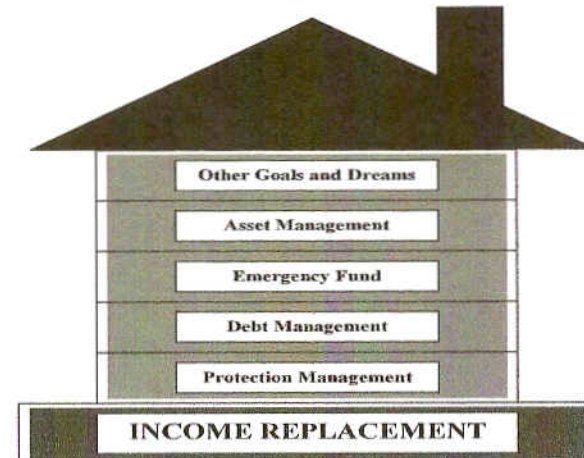 Other Goals and Dreams
Asset Management
Emergency Fund
Debt Management
Protection Management
INCOME REPLACEMENT